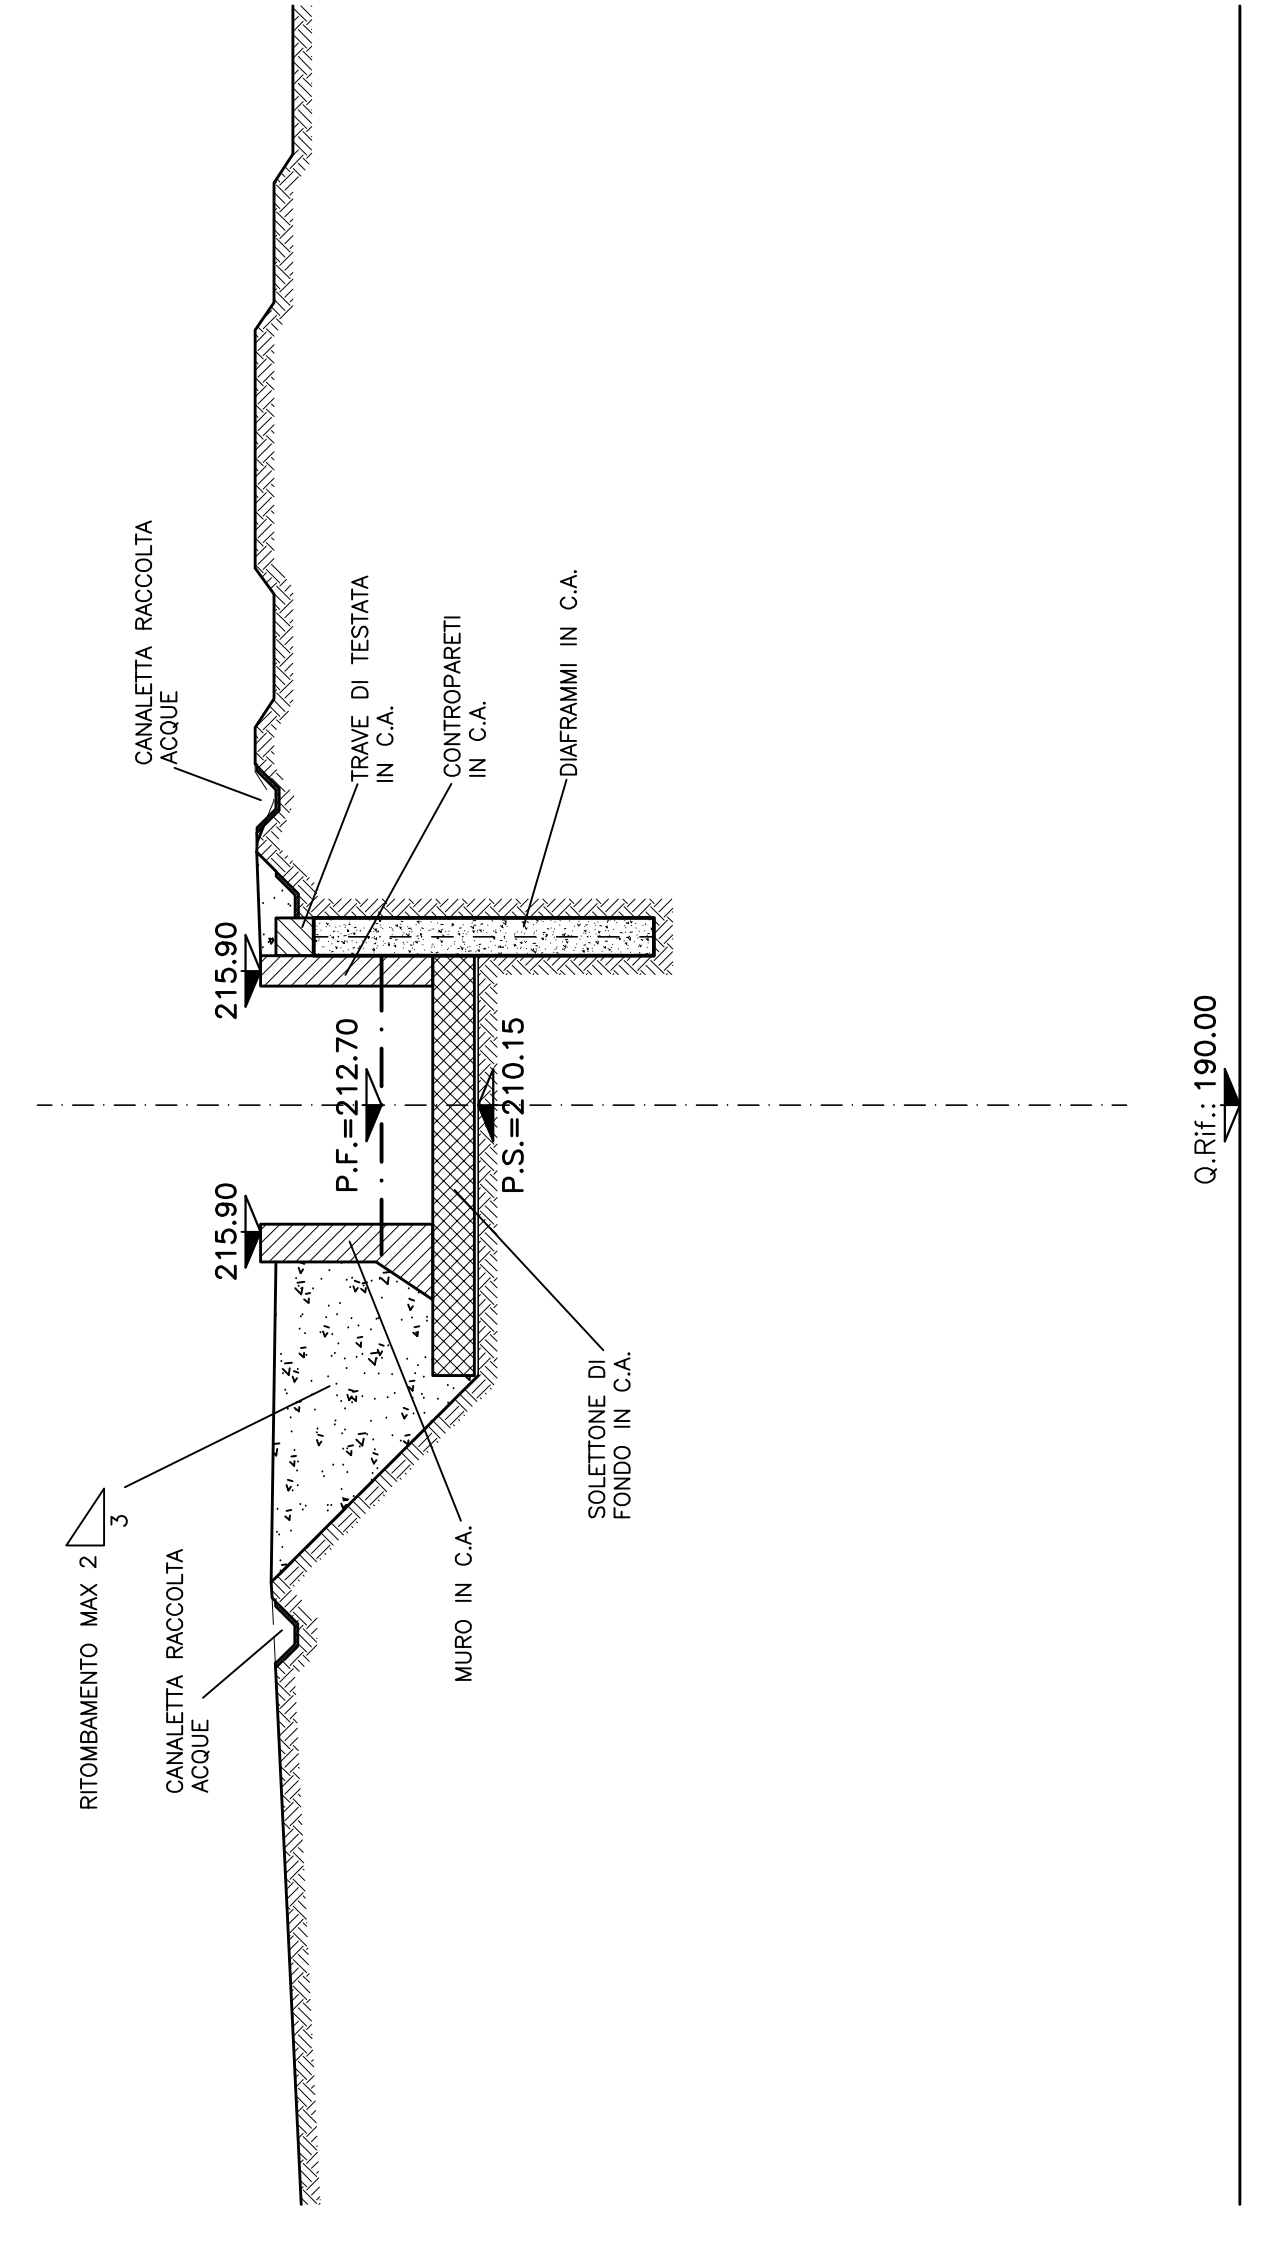 RITOMBAMENTO MAX 2
3
CANALETTA RACCOLTA
ACQUE
CANALETTA RACCOLTA
ACQUE
215.90
215.90
P.F.=212.70
TRAVE DI TESTATA
IN C.A.
CONTROPARETI
IN C.A.
MURO IN C.A.
P.S.=210.15
DIAFRAMMI IN C.A.
SOLETTONE DI
FONDO IN C.A.
Q.Rif.: 190.00